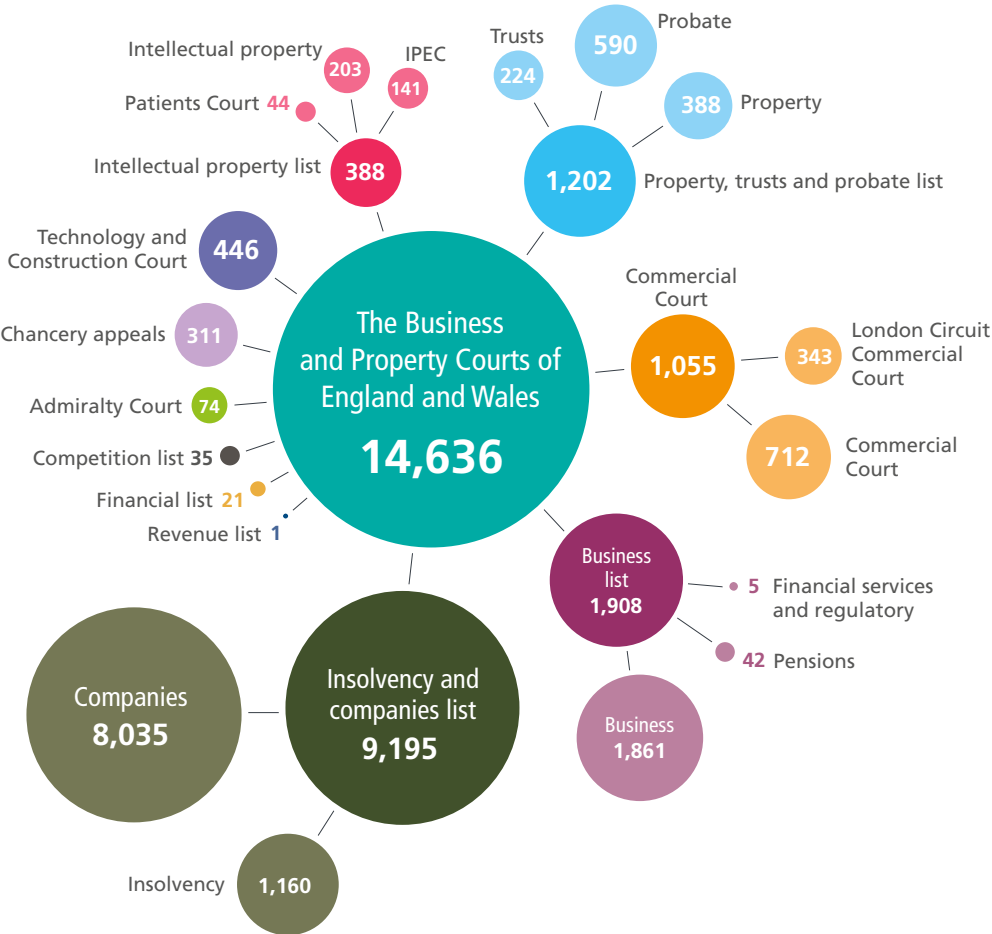 Intellectual property
203
IPEC
141
Patients Court 44
Intellectual property list
388
Trusts
224
Probate
590
388
Property
1,202
Property, trusts and probate list
Technology and
Construction Court
446
Chancery appeals
311
Admiralty Court
74
Competition list 35
Financial list 21
Revenue list 1
The Business
and Property Courts of
England and Wales
14,636
Commercial
Court
1,055
343
London Circuit
Commercial
Court
712
Commercial
Court
Business
list
1,908
5 Financial services
and regulatory
42 Pensions
Business
1,861
Insolvency and
companies list
9,195
Companies
8,035
Insolvency
1,160